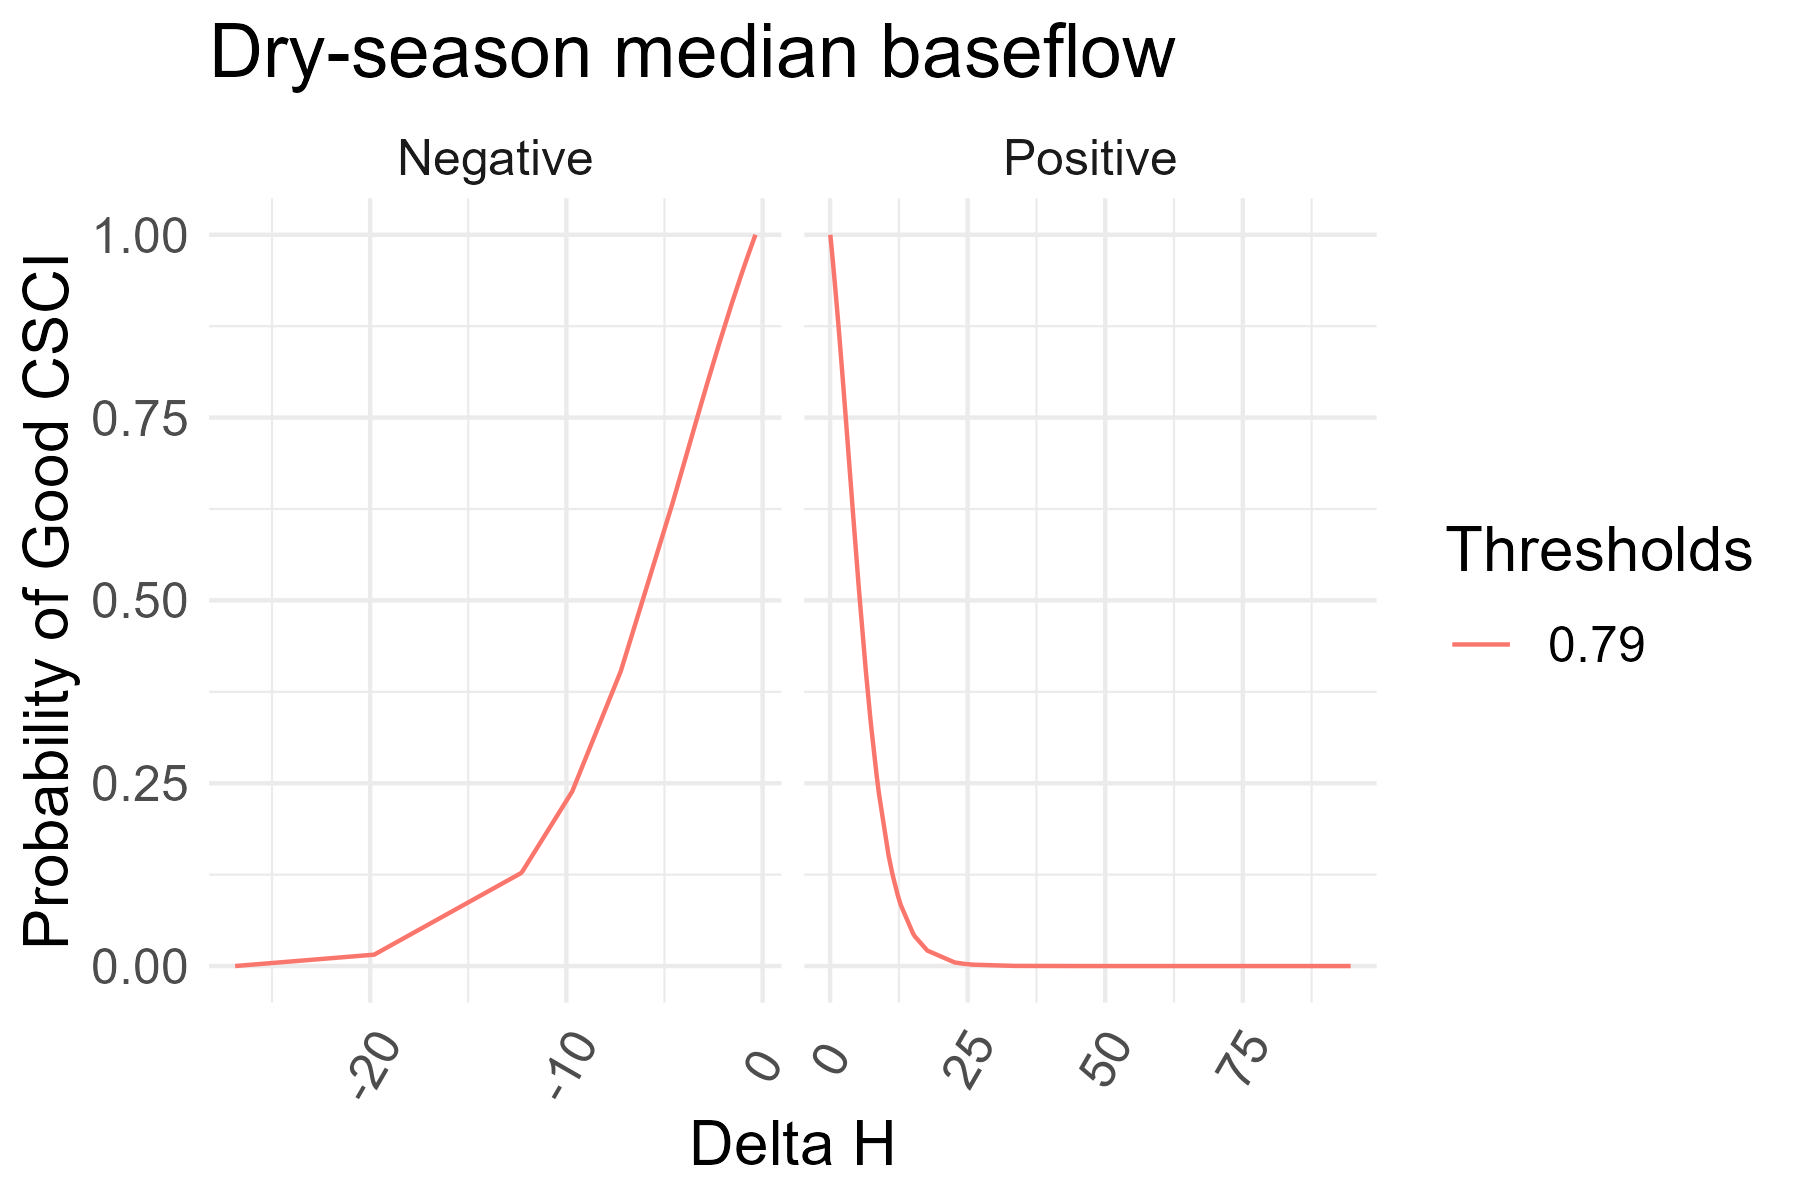 Dry-season median baseflow
Negative
Positive
Probability of Good CSCI
1.00
0.75
0.50
0.25
0.00
-20
-10
0
0
25
50
75
Delta H
Thresholds
0.79